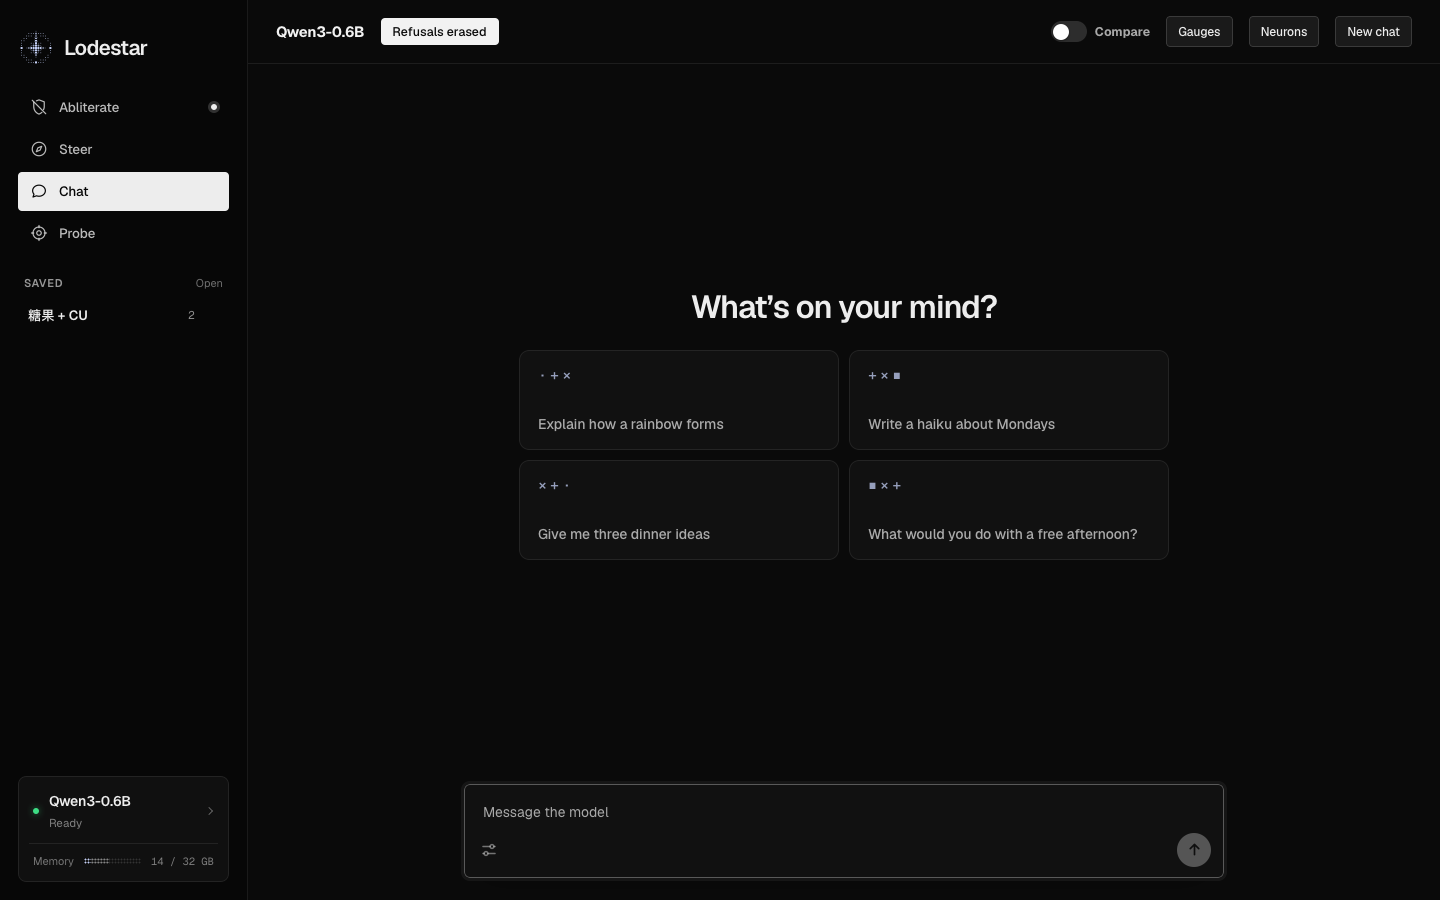 Lodestar
Abliterate
Steer
Chat
Probe
SAVED Open
糖果 + CU 2
Qwen3-0.6B
Ready
Memory 14 / 32 GB
Qwen3-0.6B Refusals erased Compare Gauges Neurons New chat
What's on your mind?
· + ×
Explain how a rainbow forms
+ × ■
Write a haiku about Mondays
× + ·
Give me three dinner ideas
■ × +
What would you do with a free afternoon?
Message the model